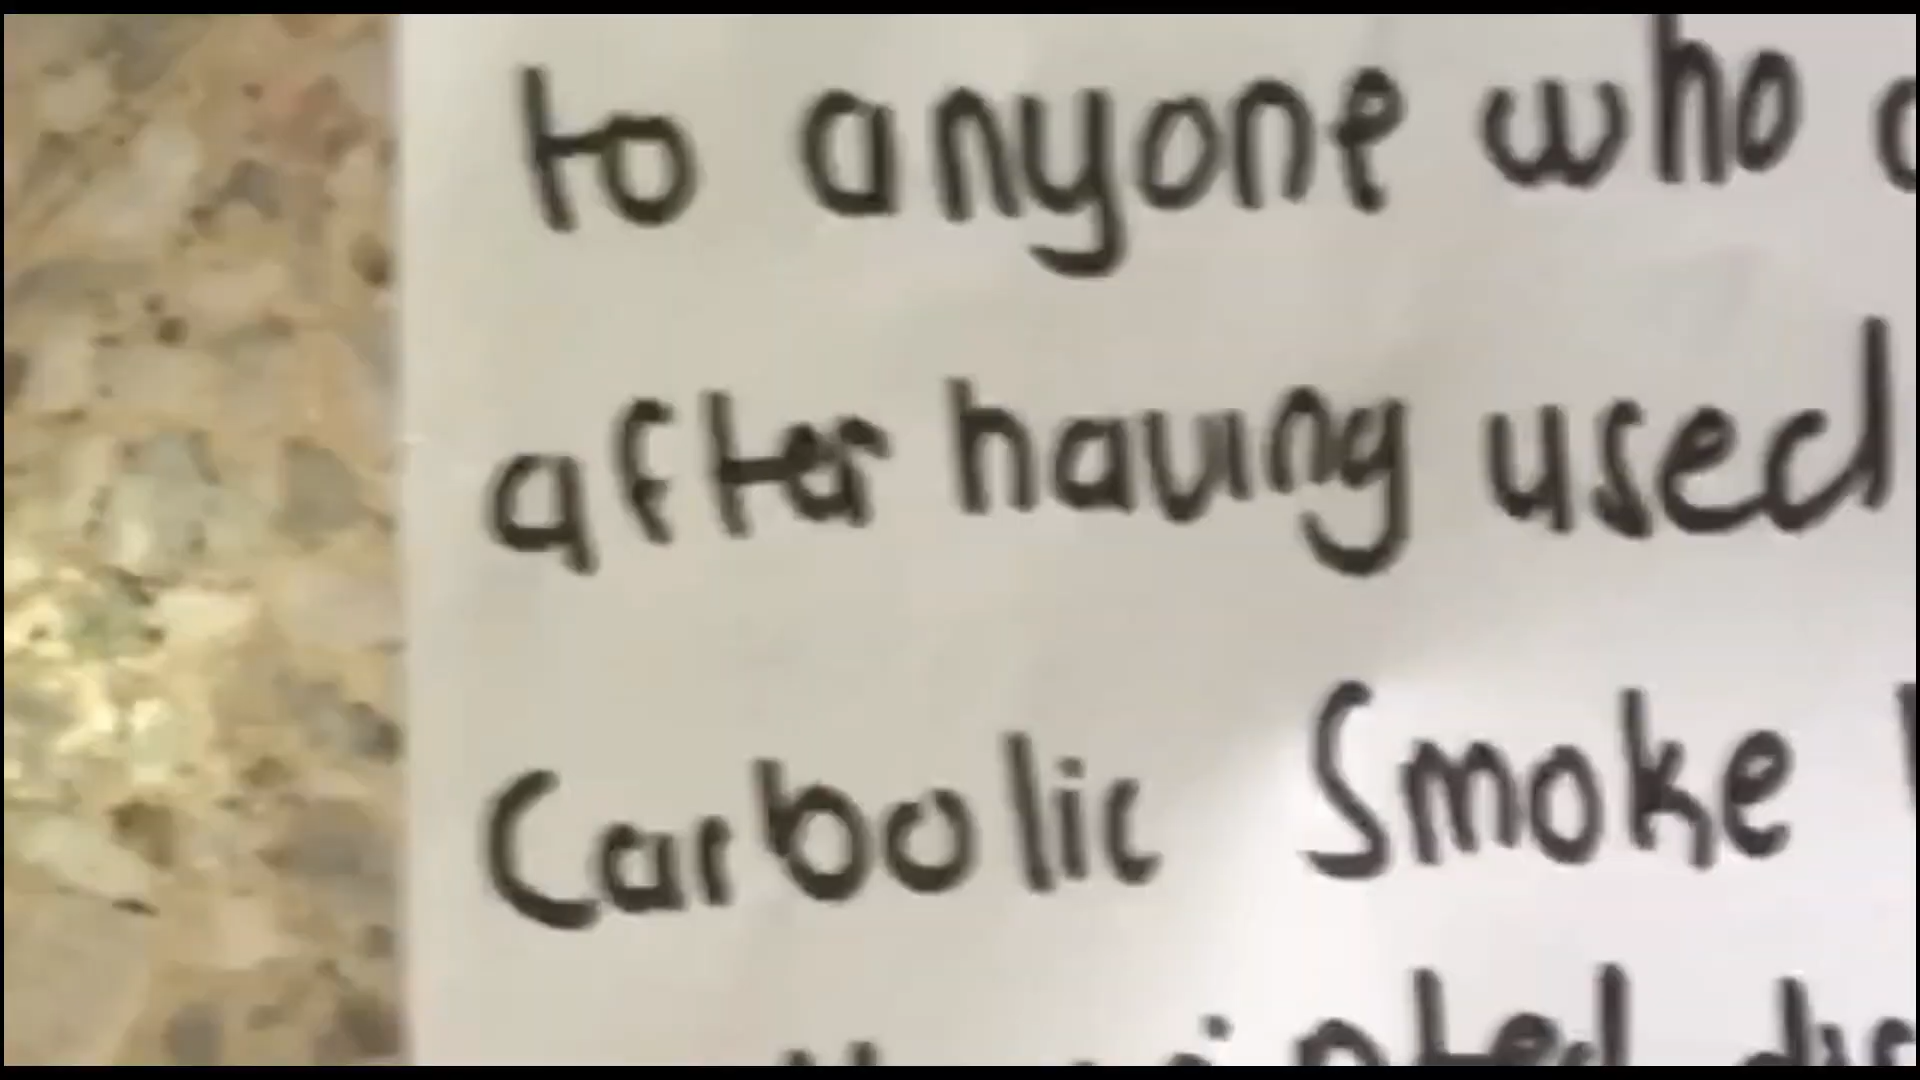 to anyone who
after having used
Carbolic Smoke